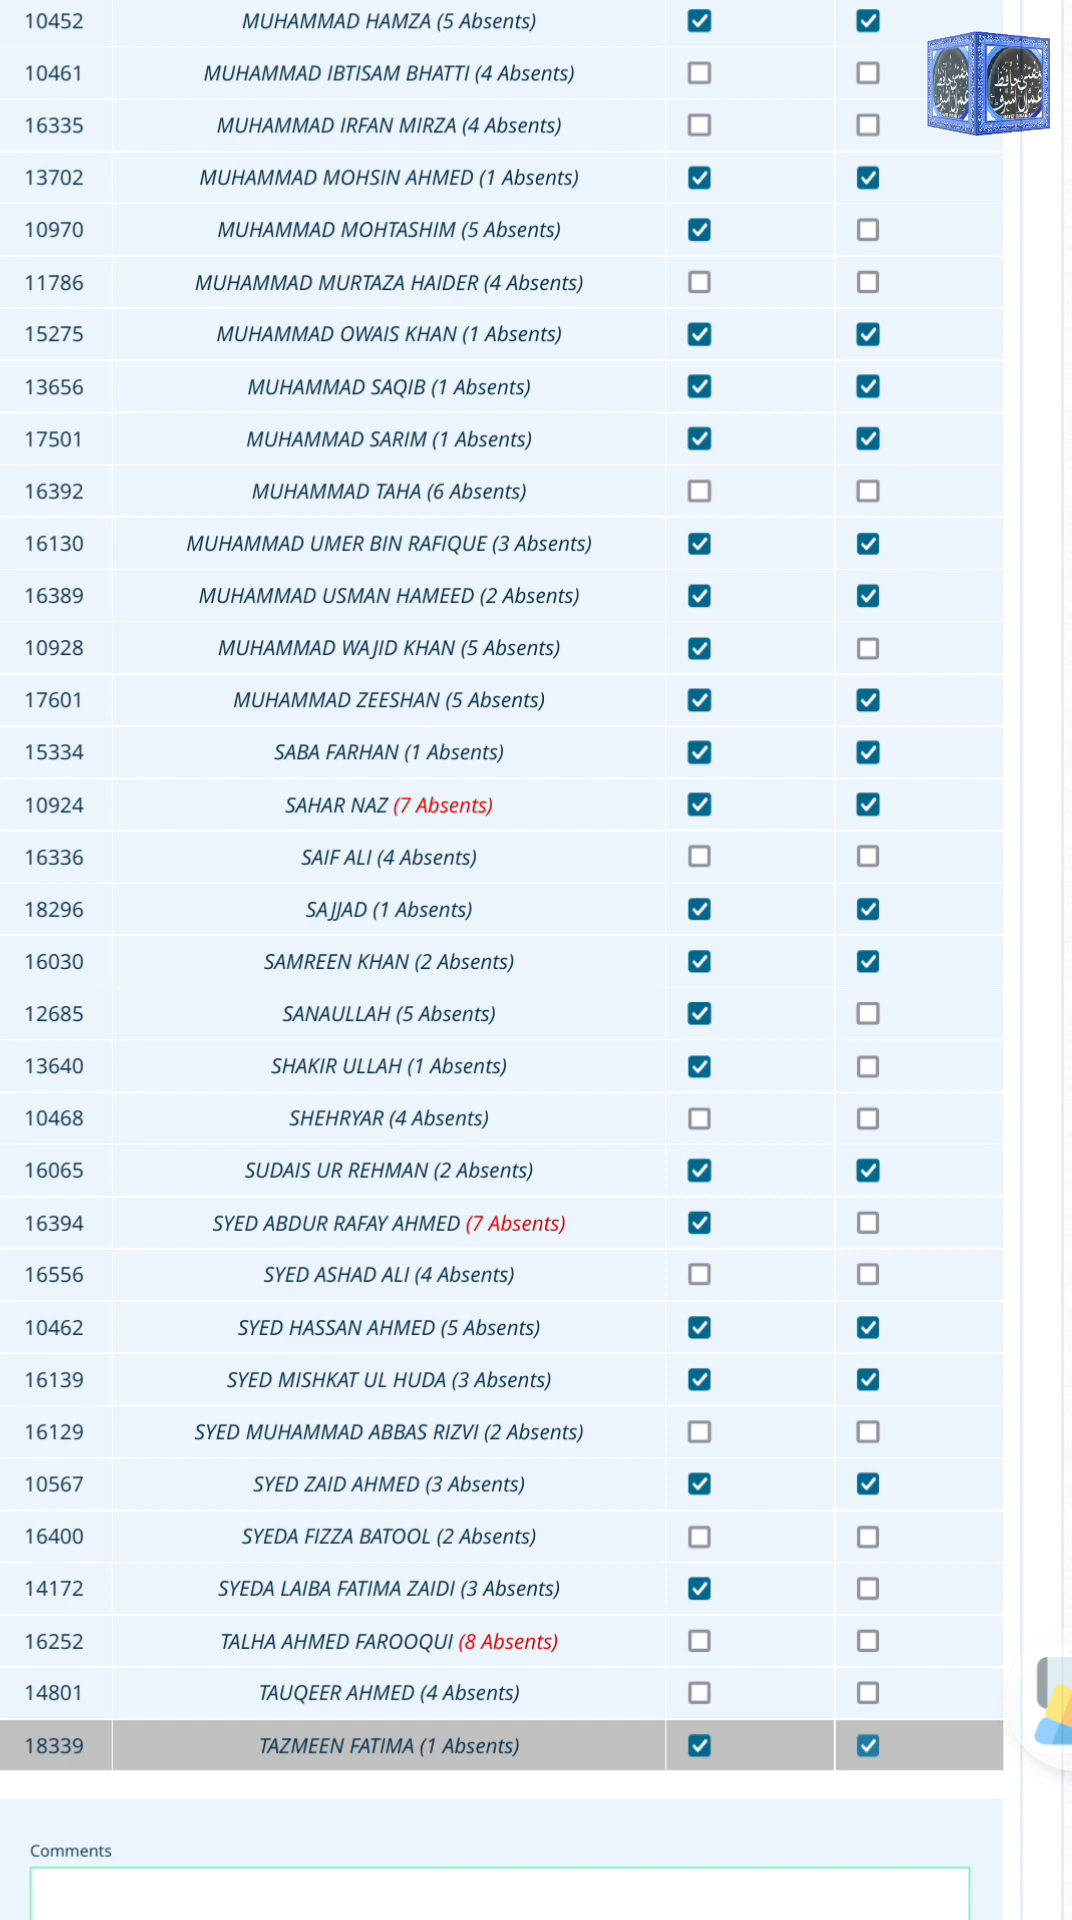 10452 MUHAMMAD HAMZA (5 Absents)
10461 MUHAMMAD IBTISAM BHATTI (4 Absents)
16335 MUHAMMAD IRFAN MIRZA (4 Absents)
13702 MUHAMMAD MOHSIN AHMED (1 Absents)
10970 MUHAMMAD MOHTASHIM (5 Absents)
11786 MUHAMMAD MURTAZA HAIDER (4 Absents)
15275 MUHAMMAD OWAIS KHAN (1 Absents)
13656 MUHAMMAD SAQIB (1 Absents)
17501 MUHAMMAD SARIM (1 Absents)
16392 MUHAMMAD TAHA (6 Absents)
16130 MUHAMMAD UMER BIN RAFIQUE (3 Absents)
16389 MUHAMMAD USMAN HAMEED (2 Absents)
10928 MUHAMMAD WAJID KHAN (5 Absents)
17601 MUHAMMAD ZEESHAN (5 Absents)
15334 SABA FARHAN (1 Absents)
10924 SAHAR NAZ (7 Absents)
16336 SAIF ALI (4 Absents)
18296 SAJJAD (1 Absents)
16030 SAMREEN KHAN (2 Absents)
12685 SANAULLAH (5 Absents)
13640 SHAKIR ULLAH (1 Absents)
10468 SHEHRYAR (4 Absents)
16065 SUDAIS UR REHMAN (2 Absents)
16394 SYED ABDUR RAFAY AHMED (7 Absents)
16556 SYED ASHAD ALI (4 Absents)
10462 SYED HASSAN AHMED (5 Absents)
16139 SYED MISHKAT UL HUDA (3 Absents)
16129 SYED MUHAMMAD ABBAS RIZVI (2 Absents)
10567 SYED ZAID AHMED (3 Absents)
16400 SYEDA FIZZA BATOOL (2 Absents)
14172 SYEDA LAIBA FATIMA ZAIDI (3 Absents)
16252 TALHA AHMED FAROOQUI (8 Absents)
14801 TAUQEER AHMED (4 Absents)
18339 TAZMEEN FATIMA (1 Absents)
Comments